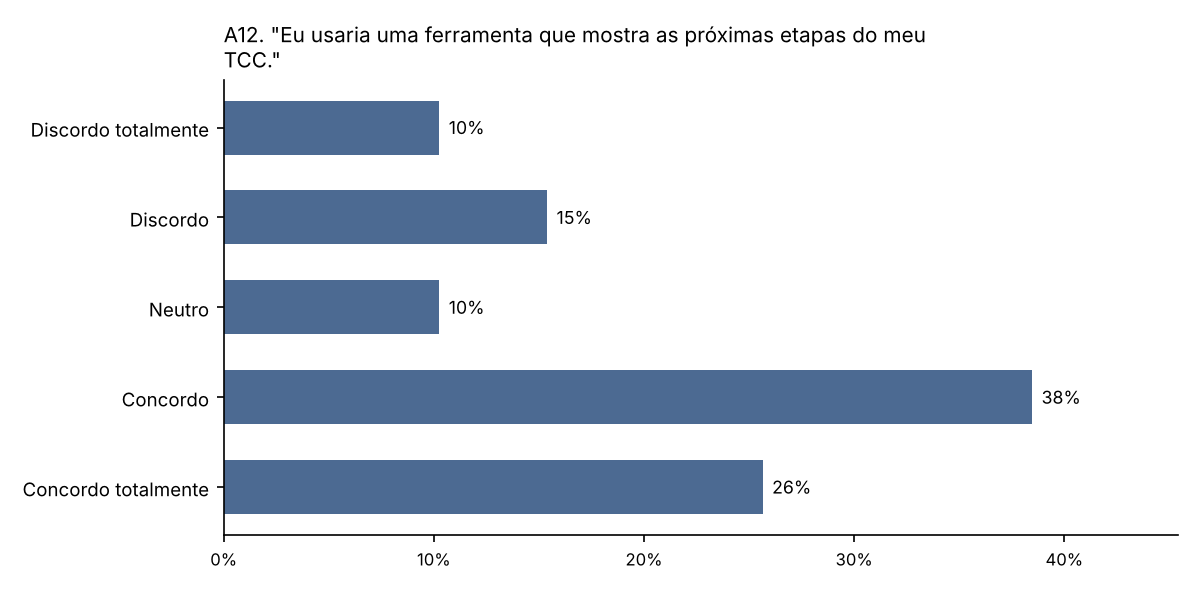 A12. "Eu usaria uma ferramenta que mostra as próximas etapas do meu
TCC."
Discordo totalmente
10%
Discordo
15%
Neutro
10%
Concordo
38%
Concordo totalmente
26%
0%
10%
20%
30%
40%